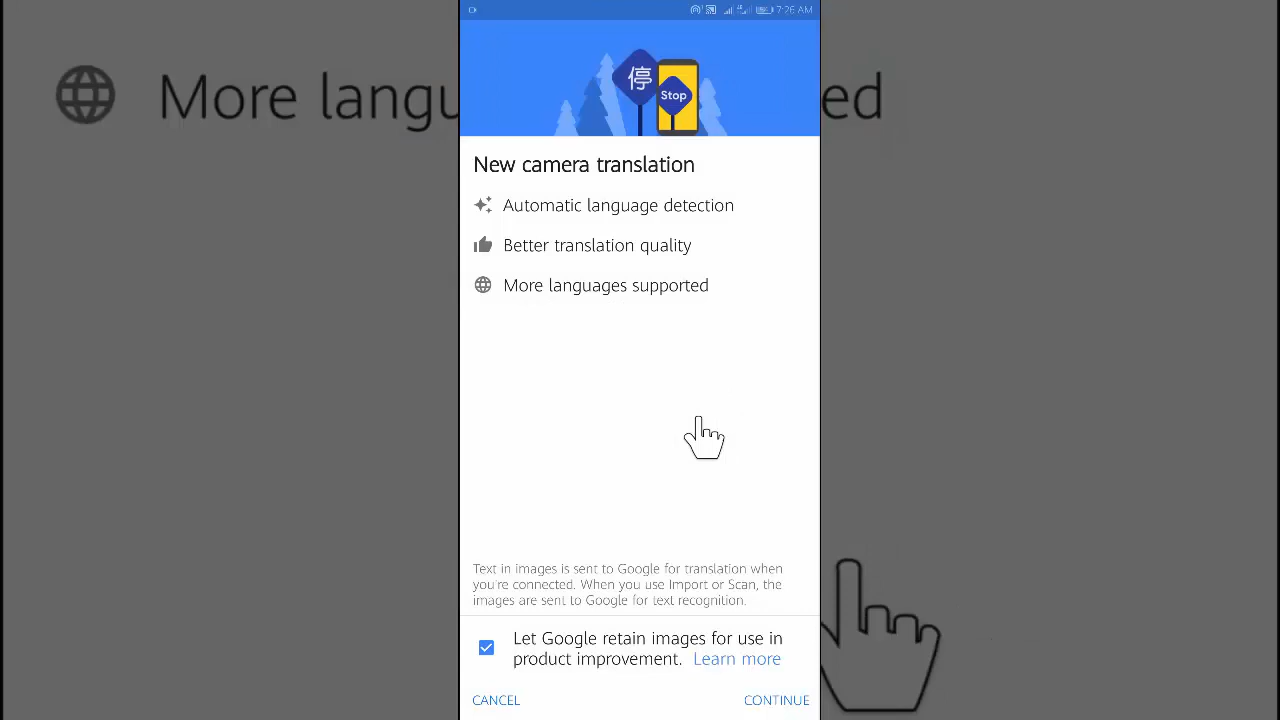 7:26 AM
停
Stop
More langu
ed
New camera translation
Automatic language detection
Better translation quality
More languages supported
Text in images is sent to Google for translation when
you're connected. When you use Import or Scan, the
images are sent to Google for text recognition.
Let Google retain images for use in
product improvement. Learn more
CANCEL
CONTINUE